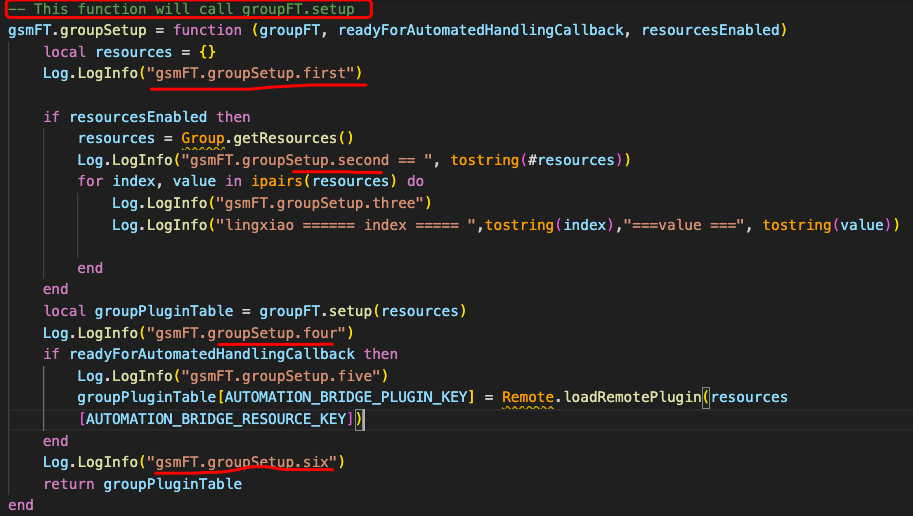 -- This function will call groupFT.setup
gsmFT.groupSetup = function (groupFT, readyForAutomatedHandlingCallback, resourcesEnabled)
local resources = {}
Log.LogInfo("gsmFT.groupSetup.first")
if resourcesEnabled then
resources = Group.getResources()
Log.LogInfo("gsmFT.groupSetup.second == ", tostring(#resources))
for index, value in ipairs(resources) do
Log.LogInfo("gsmFT.groupSetup.three")
Log.LogInfo("lingxiao ====== index ===== ",tostring(index),"===value ===", tostring(value))
end
end
local groupPluginTable = groupFT.setup(resources)
Log.LogInfo("gsmFT.groupSetup.four")
if readyForAutomatedHandlingCallback then
Log.LogInfo("gsmFT.groupSetup.five")
groupPluginTable[AUTOMATION_BRIDGE_PLUGIN_KEY] = Remote.loadRemotePlugin(resources
[AUTOMATION_BRIDGE_RESOURCE_KEY])
end
Log.LogInfo("gsmFT.groupSetup.six")
return groupPluginTable
end